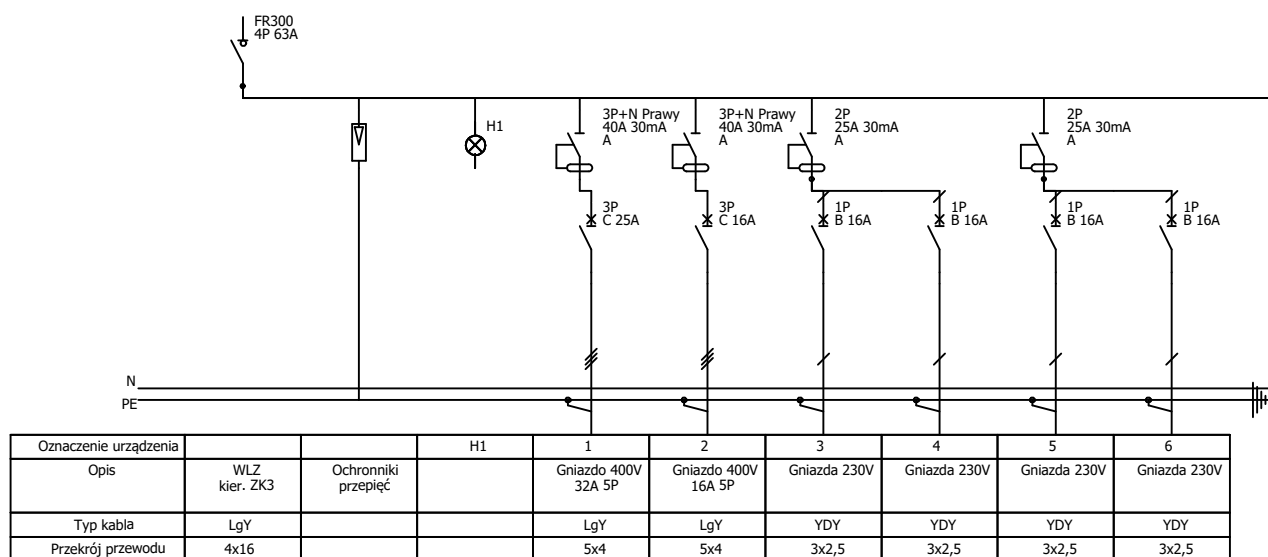 FR300
4P 63A
H1
3P+N Prawy
40A 30mA
A
3P+N Prawy
40A 30mA
A
2P
25A 30mA
A
2P
25A 30mA
A
3P
C 25A
3P
C 16A
1P
B 16A
1P
B 16A
1P
B 16A
1P
B 16A
N
PE
Oznaczenie urządzenia H1 1 2 3 4 5 6
Opis WLZ Ochronniki Gniazdo 400V Gniazdo 400V Gniazda 230V Gniazda 230V Gniazda 230V Gniazda 230V
kier. ZK3 przepięć 32A 5P 16A 5P
Typ kabla LgY LgY LgY YDY YDY YDY YDY
Przekrój przewodu 4x16 5x4 5x4 3x2,5 3x2,5 3x2,5 3x2,5